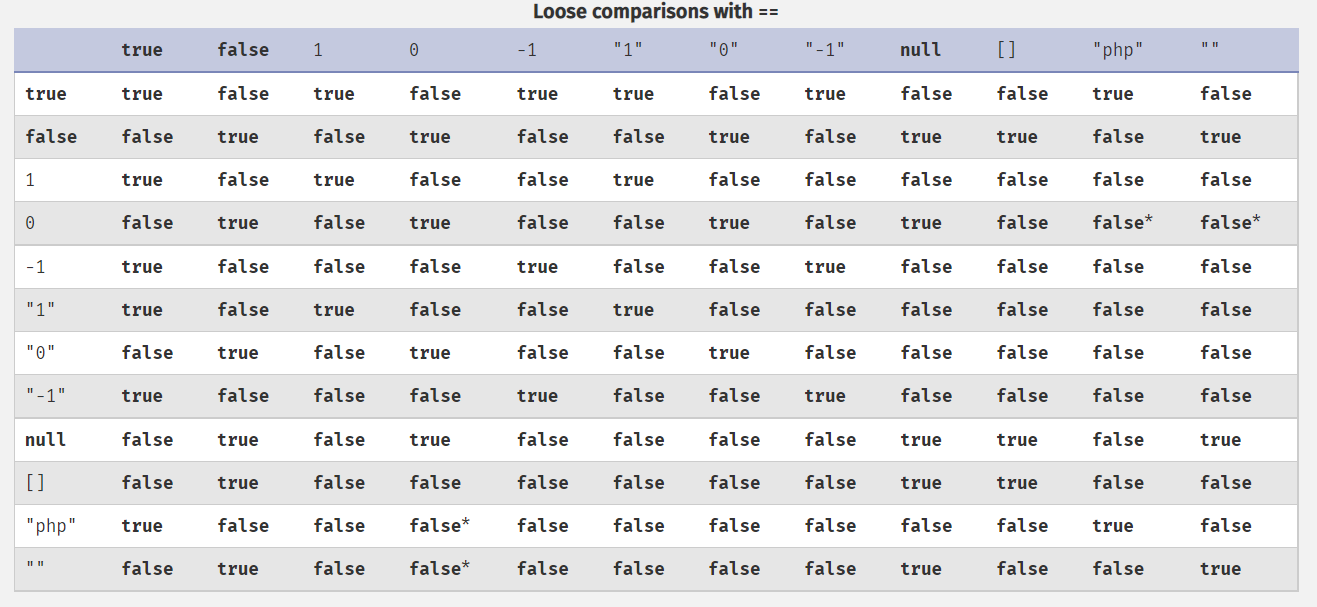 Loose comparisons with ==
true false 1 0 -1 "1" "0" "-1" null [] "php" ""
true true false true false true true false true false false true false
false false true false true false false true false true true false true
1 true false true false false true false false false false false false
0 false true false true false false true false true false false* false*
-1 true false false false true false false true false false false false
"1" true false true false false true false false false false false false
"0" false true false true false false true false false false false false
"-1" true false false false true false false true false false false false
null false true false true false false false false true true false true
[] false true false false false false false false true true false false
"php" true false false false* false false false false false false true false
"" false true false false* false false false false true false false true